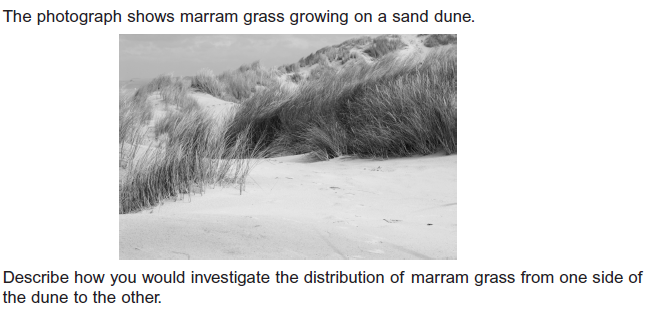 The photograph shows marram grass growing on a sand dune.
Describe how you would investigate the distribution of marram grass from one side of
the dune to the other.